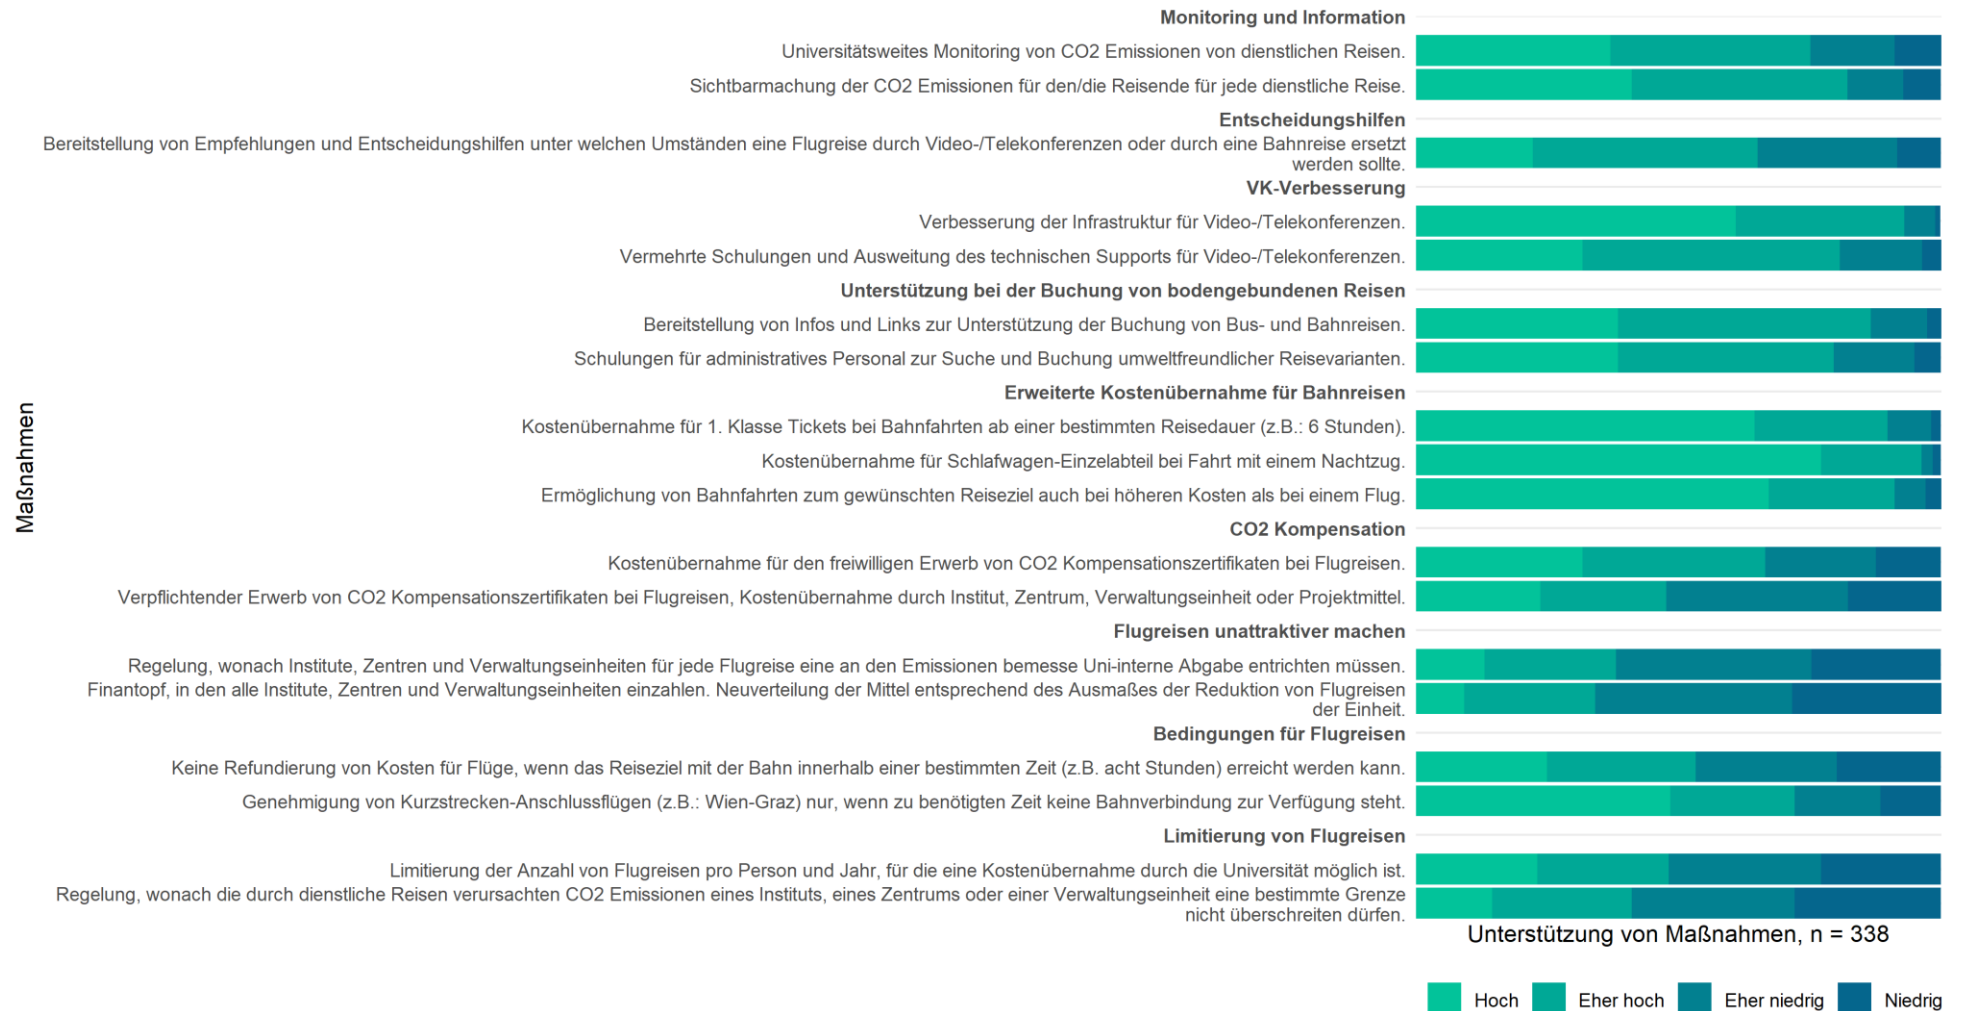 Monitoring und Information
Universitätsweites Monitoring von CO2 Emissionen von dienstlichen Reisen.
Sichtbarmachung der CO2 Emissionen für den/die Reisende für jede dienstliche Reise.
Entscheidungshilfen
Bereitstellung von Empfehlungen und Entscheidungshilfen unter welchen Umständen eine Flugreise durch Video-/Telekonferenzen oder durch eine Bahnreise ersetzt
werden sollte.
VK-Verbesserung
Verbesserung der Infrastruktur für Video-/Telekonferenzen.
Vermehrte Schulungen und Ausweitung des technischen Supports für Video-/Telekonferenzen.
Unterstützung bei der Buchung von bodengebundenen Reisen
Bereitstellung von Infos und Links zur Unterstützung der Buchung von Bus- und Bahnreisen.
Schulungen für administratives Personal zur Suche und Buchung umweltfreundlicher Reisevarianten.
Erweiterte Kostenübernahme für Bahnreisen
Kostenübernahme für 1. Klasse Tickets bei Bahnfahrten ab einer bestimmten Reisedauer (z.B.: 6 Stunden).
Kostenübernahme für Schlafwagen-Einzelabteil bei Fahrt mit einem Nachtzug.
Ermöglichung von Bahnfahrten zum gewünschten Reiseziel auch bei höheren Kosten als bei einem Flug.
CO2 Kompensation
Kostenübernahme für den freiwilligen Erwerb von CO2 Kompensationszertifikaten bei Flugreisen.
Verpflichtender Erwerb von CO2 Kompensationszertifikaten bei Flugreisen, Kostenübernahme durch Institut, Zentrum, Verwaltungseinheit oder Projektmittel.
Flugreisen unattraktiver machen
Regelung, wonach Institute, Zentren und Verwaltungseinheiten für jede Flugreise eine an den Emissionen bemesse Uni-interne Abgabe entrichten müssen.
Finantopf, in den alle Institute, Zentren und Verwaltungseinheiten einzahlen. Neuverteilung der Mittel entsprechend des Ausmaßes der Reduktion von Flugreisen
der Einheit.
Bedingungen für Flugreisen
Keine Refundierung von Kosten für Flüge, wenn das Reiseziel mit der Bahn innerhalb einer bestimmten Zeit (z.B. acht Stunden) erreicht werden kann.
Genehmigung von Kurzstrecken-Anschlussflügen (z.B.: Wien-Graz) nur, wenn zu benötigten Zeit keine Bahnverbindung zur Verfügung steht.
Limitierung von Flugreisen
Limitierung der Anzahl von Flugreisen pro Person und Jahr, für die eine Kostenübernahme durch die Universität möglich ist.
Regelung, wonach die durch dienstliche Reisen verursachten CO2 Emissionen eines Instituts, eines Zentrums oder einer Verwaltungseinheit eine bestimmte Grenze
nicht überschreiten dürfen.
Maßnahmen
Unterstützung von Maßnahmen, n = 338
Hoch Eher hoch Eher niedrig Niedrig